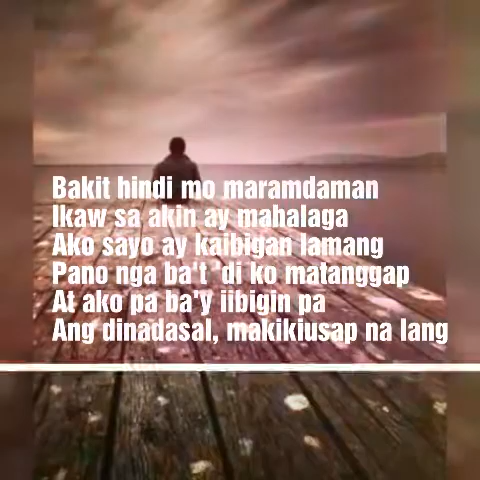 Bakit hindi mo maramdaman
Ikaw sa akin ay mahalaga
Ako sayo ay kaibigan lamang
Pano nga ba't 'di ko matanggap
At ako pa ba'y iibigin pa
Ang dinadasal, makikiusap na lang